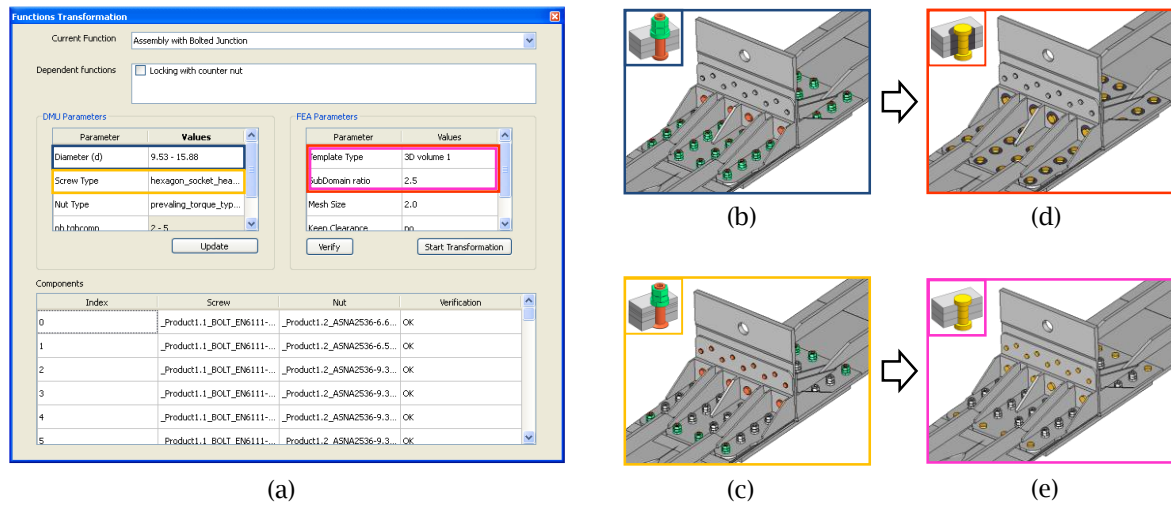 Functions Transformation
Current Function
Assembly with Bolted Junction
Dependent functions
Locking with counter nut
DMU Parameters
FEA Parameters
Parameter Values
Diameter (d) 9.53 - 15.88
Screw Type hexagon_socket_hea...
Nut Type prevaling_torque_typ...
nb tghcomp 2 - 5
Parameter Values
Template Type 3D volume 1
SubDomain ratio 2.5
Mesh Size 2.0
Keep Clearance no
Update
Verify
Start Transformation
Components
Index Screw Nut Verification
0 _Product1.1_BOLT_EN6111-... _Product1.2_ASNA2536-6.6... OK
1 _Product1.1_BOLT_EN6111-... _Product1.2_ASNA2536-6.5... OK
2 _Product1.1_BOLT_EN6111-... _Product1.2_ASNA2536-9.3... OK
3 _Product1.1_BOLT_EN6111-... _Product1.2_ASNA2536-9.3... OK
4 _Product1.1_BOLT_EN6111-... _Product1.2_ASNA2536-9.3... OK
5 _Product1.1_BOLT_EN6111-... _Product1.2_ASNA2536-9.3... OK
(a)
(b)
(d)
(c)
(e)